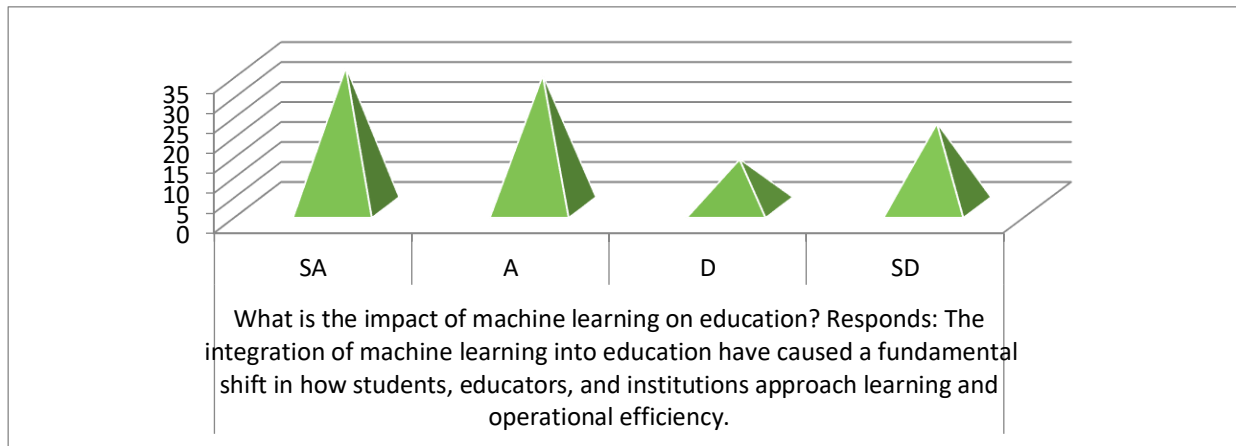 35
30
25
20
15
10
5
0
SA A D SD
What is the impact of machine learning on education? Responds: The
integration of machine learning into education have caused a fundamental
shift in how students, educators, and institutions approach learning and
operational efficiency.